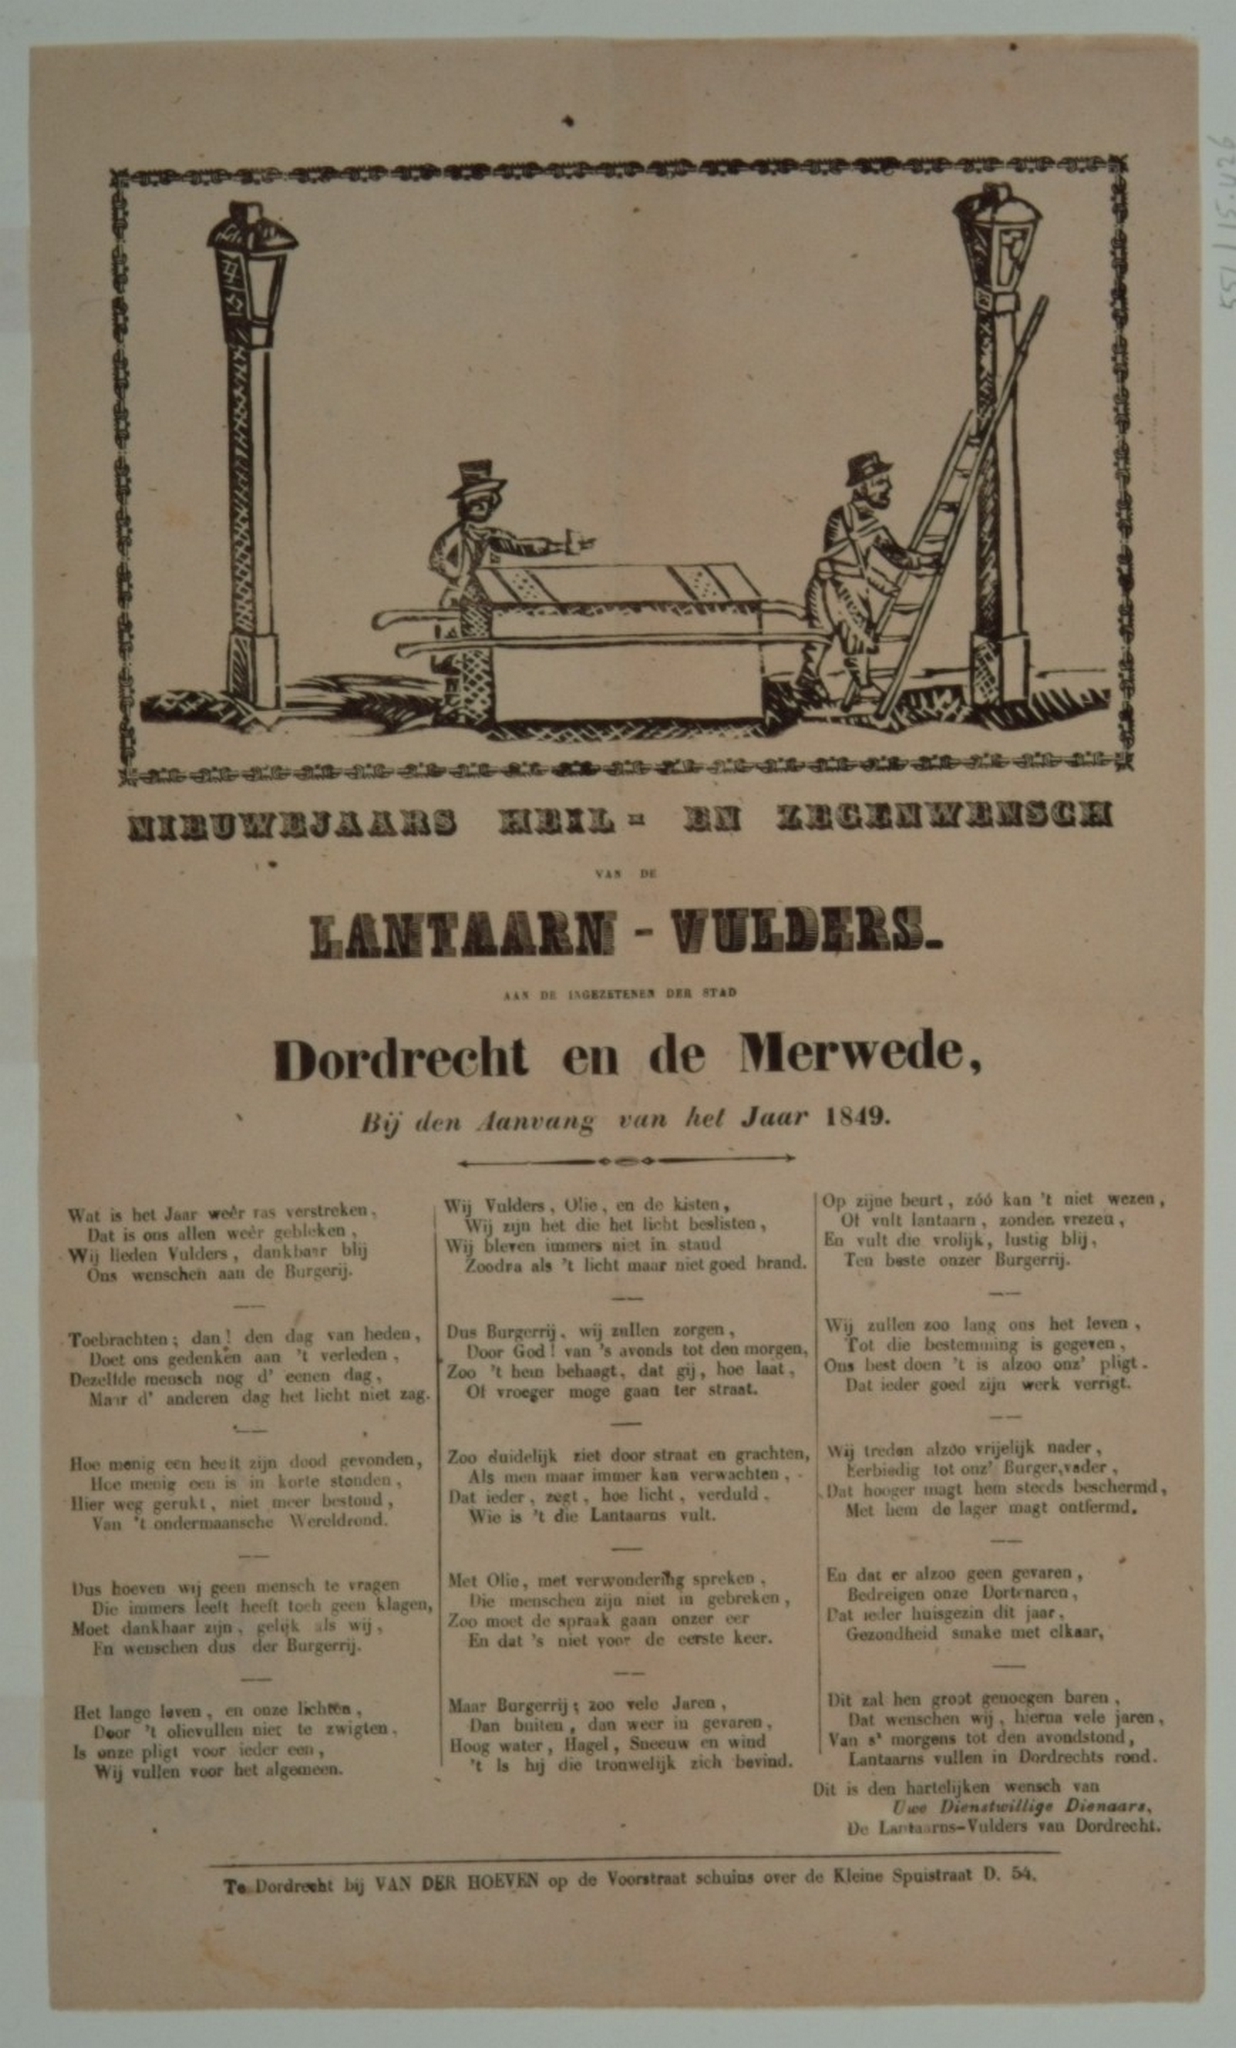 NIEUWEJAARS HEIL- EN ZEGENWENSCH
VAN DE
LANTAARN-VULDERS.
AAN DE INGEZETENEN DER STAD
Dordrecht en de Merwede,
Bij den Aanvang van het Jaar 1849.
Wat is het Jaar weêr ras verstreken,
Dat is ons allen weêr gebleken,
Wij lieden Vulders, dankbaar blij
Ons wenschen aan de Burgerij.
Toebrachten; dan! den dag van heden,
Doet ons gedenken aan 't verleden,
Dezelfde mensch nog d' eenen dag,
Maar d' anderen dag het licht niet zag.
Hoe menig een heeft zijn dood gevonden,
Hoe menig een is in korte stonden,
Hier weg gerukt, niet meer bestond,
Van 't ondermaansche Wereldrond.
Dus hoeven wij geen mensch te vragen
Die immers leeft heeft toch geen klagen,
Moet dankbaar zijn, gelijk als wij,
En wenschen dus der Burgerrij.
Het lange leven, en onze lichten,
Door 't olievullen niet te zwigten,
Is onze pligt voor ieder een,
Wij vullen voor het algemeen.
Wij Vulders, Olie, en de kisten,
Wij zijn het die het licht beslisten,
Wij bleven immers niet in stand
Zoodra als 't licht maar niet goed brand.
Dus Burgerrij, wij zullen zorgen,
Door God! van 's avonds tot den morgen,
Zoo 't hem behaagt, dat gij, hoe laat,
Of vroeger moge gaan ter straat.
Zoo duidelijk ziet door straat en grachten,
Als men maar immer kan verwachten,
Dat ieder, zegt, hoe licht, verduld,
Wie is 't die Lantaarns vult.
Met Olie, met verwondering spreken,
Die menschen zijn niet in gebreken,
Zoo moet de spraak gaan onzer eer
En dat 's niet voor de eerste keer.
Maar Burgerrij; zoo vele Jaren,
Dan buiten, dan weer in gevaren,
Hoog water, Hagel, Sneeuw en wind
't Is hij die tronwelijk zich bevind.
Op zijne beurt, zóó kan 't niet wezen,
Of vult lantaarn, zonder vrezen,
En vult die vrolijk, lustig blij,
Ten beste onzer Burgerrij.
Wij zullen zoo lang ons het leven,
Tot die bestemming is gegeven,
Ons best doen 't is alzoo onz' pligt.
Dat ieder goed zijn werk verrigt.
Wij treden alzoo vrijelijk nader,
Eerbiedig tot onz' Burger,vader,
Dat hooger magt hem steeds beschermd,
Met hem de lager magt ontfermd.
En dat er alzoo geen gevaren,
Bedreigen onze Dortenaren,
Dat ieder huisgezin dit jaar,
Gezondheid smake met elkaar,
Dit zal hen groot genoegen baren,
Dat wenschen wij, hierna vele jaren,
Van s' morgens tot den avondstond,
Lantaarns vullen in Dordrechts rond.
Dit is den hartelijken wensch van
Uwe Dienstwillige Dienaars,
De Lantaarns-Vulders van Dordrecht.
Te Dordrecht bij VAN DER HOEVEN op de Voorstraat schuins over de Kleine Spuistraat D. 54.
551 / 15.426